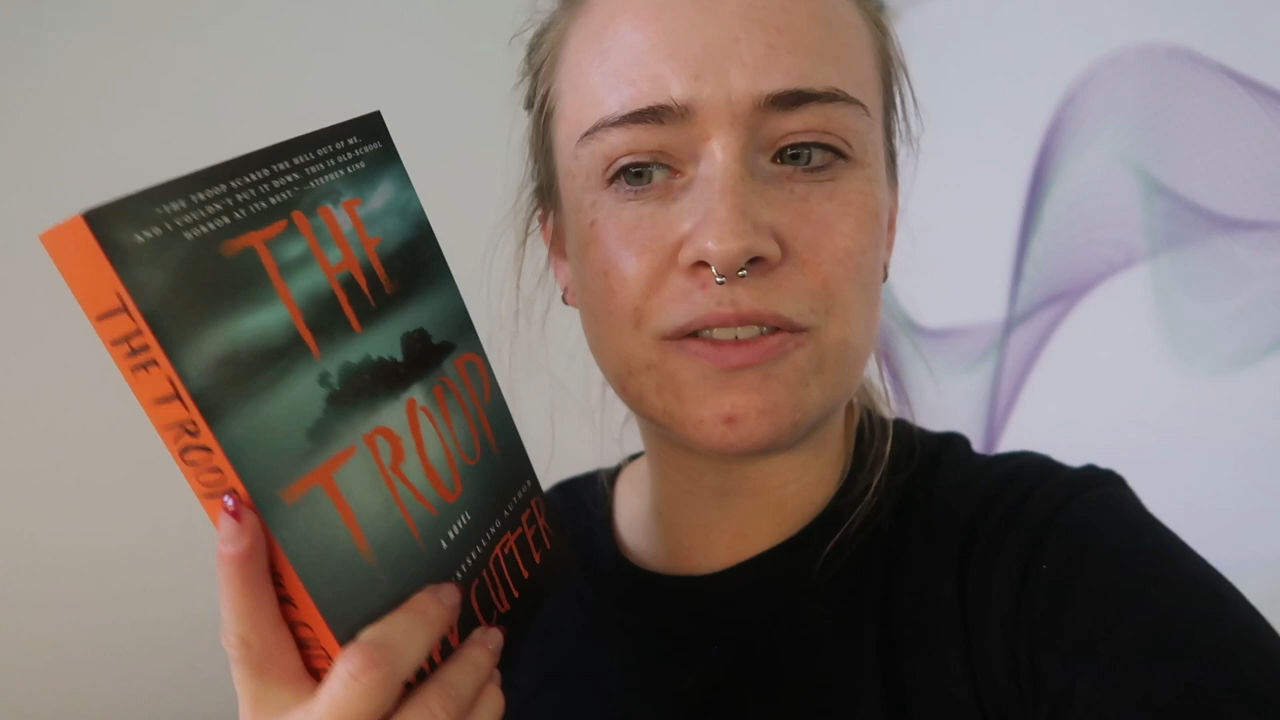 "THE TROOP SCARED THE HELL OUT OF ME,
AND I COULDN'T PUT IT DOWN. THIS IS OLD-SCHOOL
HORROR AT ITS BEST." —STEPHEN KING
THE
TROOP
A NOVEL
AUTHOR
CUTTER
THE TROOP